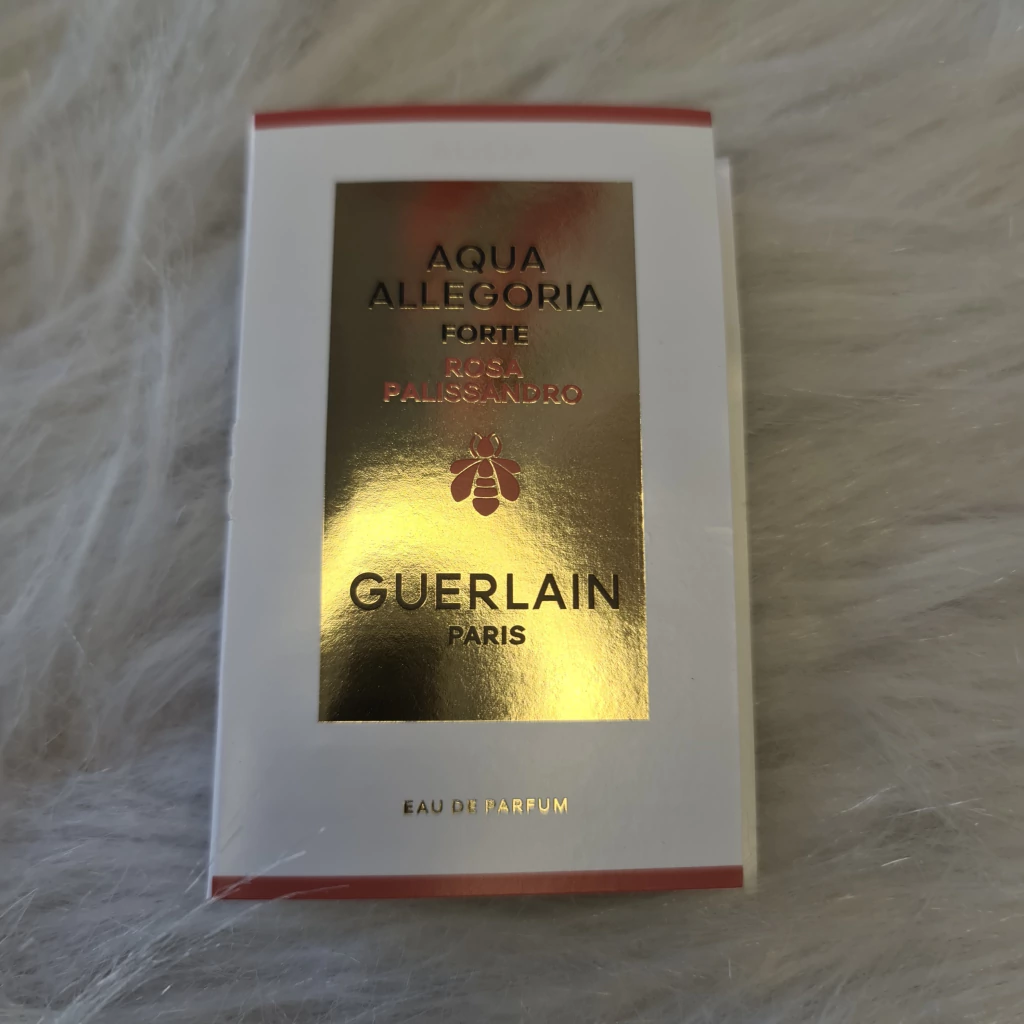 AQUA
ALLEGORIA
FORTE
ROSA
PALISSANDRO
GUERLAIN
PARIS
EAU DE PARFUM